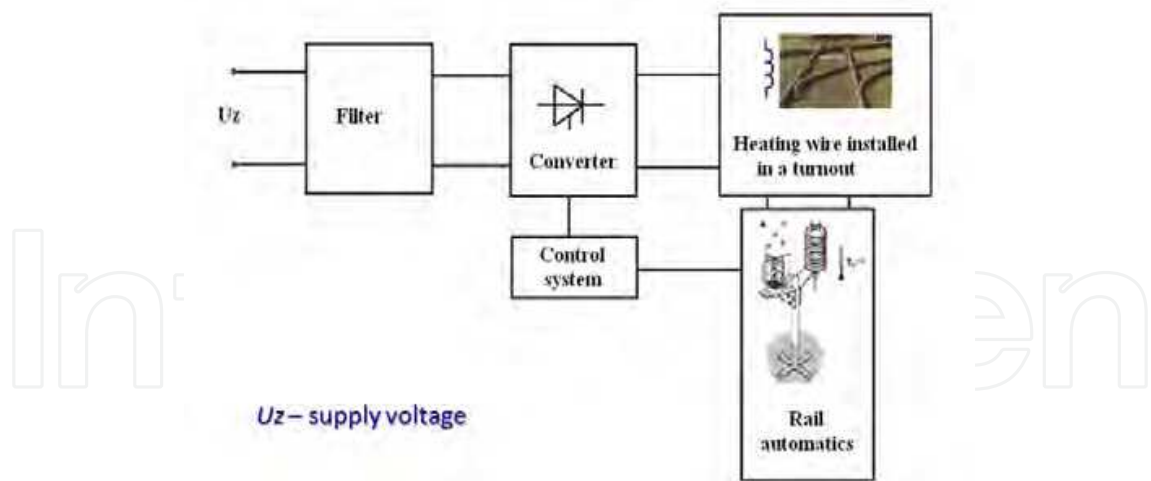 Uz
Filter
Converter
Heating wire installed
in a turnout
Control
system
Rail
automatics
Uz – supply voltage